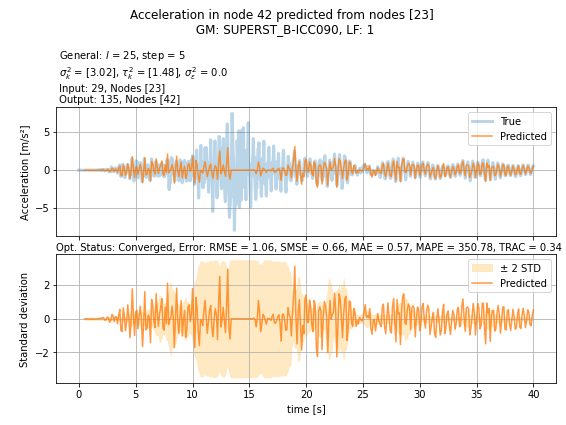 Acceleration in node 42 predicted from nodes [23]
GM: SUPERST_B-ICC090, LF: 1
General: l = 25, step = 5
σ²ₖ = [3.02], τ²ₖ = [1.48], σ²ε = 0.0
Input: 29, Nodes [23]
Output: 135, Nodes [42]
True
Predicted
Acceleration [m/s²]
5
0
−5
Opt. Status: Converged, Error: RMSE = 1.06, SMSE = 0.66, MAE = 0.57, MAPE = 350.78, TRAC = 0.34
± 2 STD
Predicted
Standard deviation
2
0
−2
0 5 10 15 20 25 30 35 40
time [s]